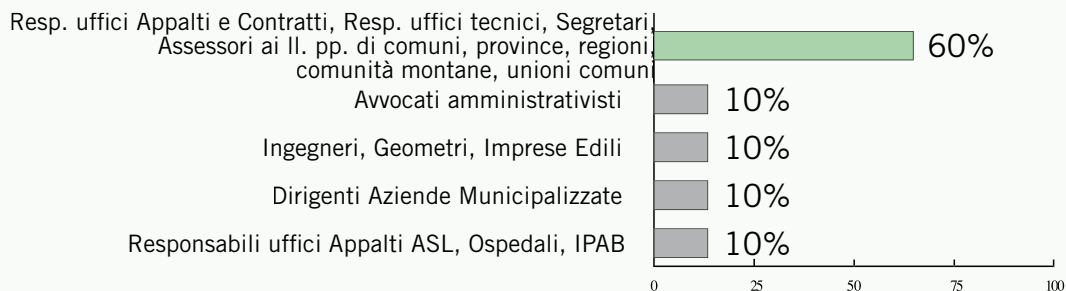 Resp. uffici Appalti e Contratti, Resp. uffici tecnici, Segretari,
Assessori ai ll. pp. di comuni, province, regioni,
comunità montane, unioni comuni
60%
Avvocati amministrativisti 10%
Ingegneri, Geometri, Imprese Edili 10%
Dirigenti Aziende Municipalizzate 10%
Responsabili uffici Appalti ASL, Ospedali, IPAB 10%
0 25 50 75 100